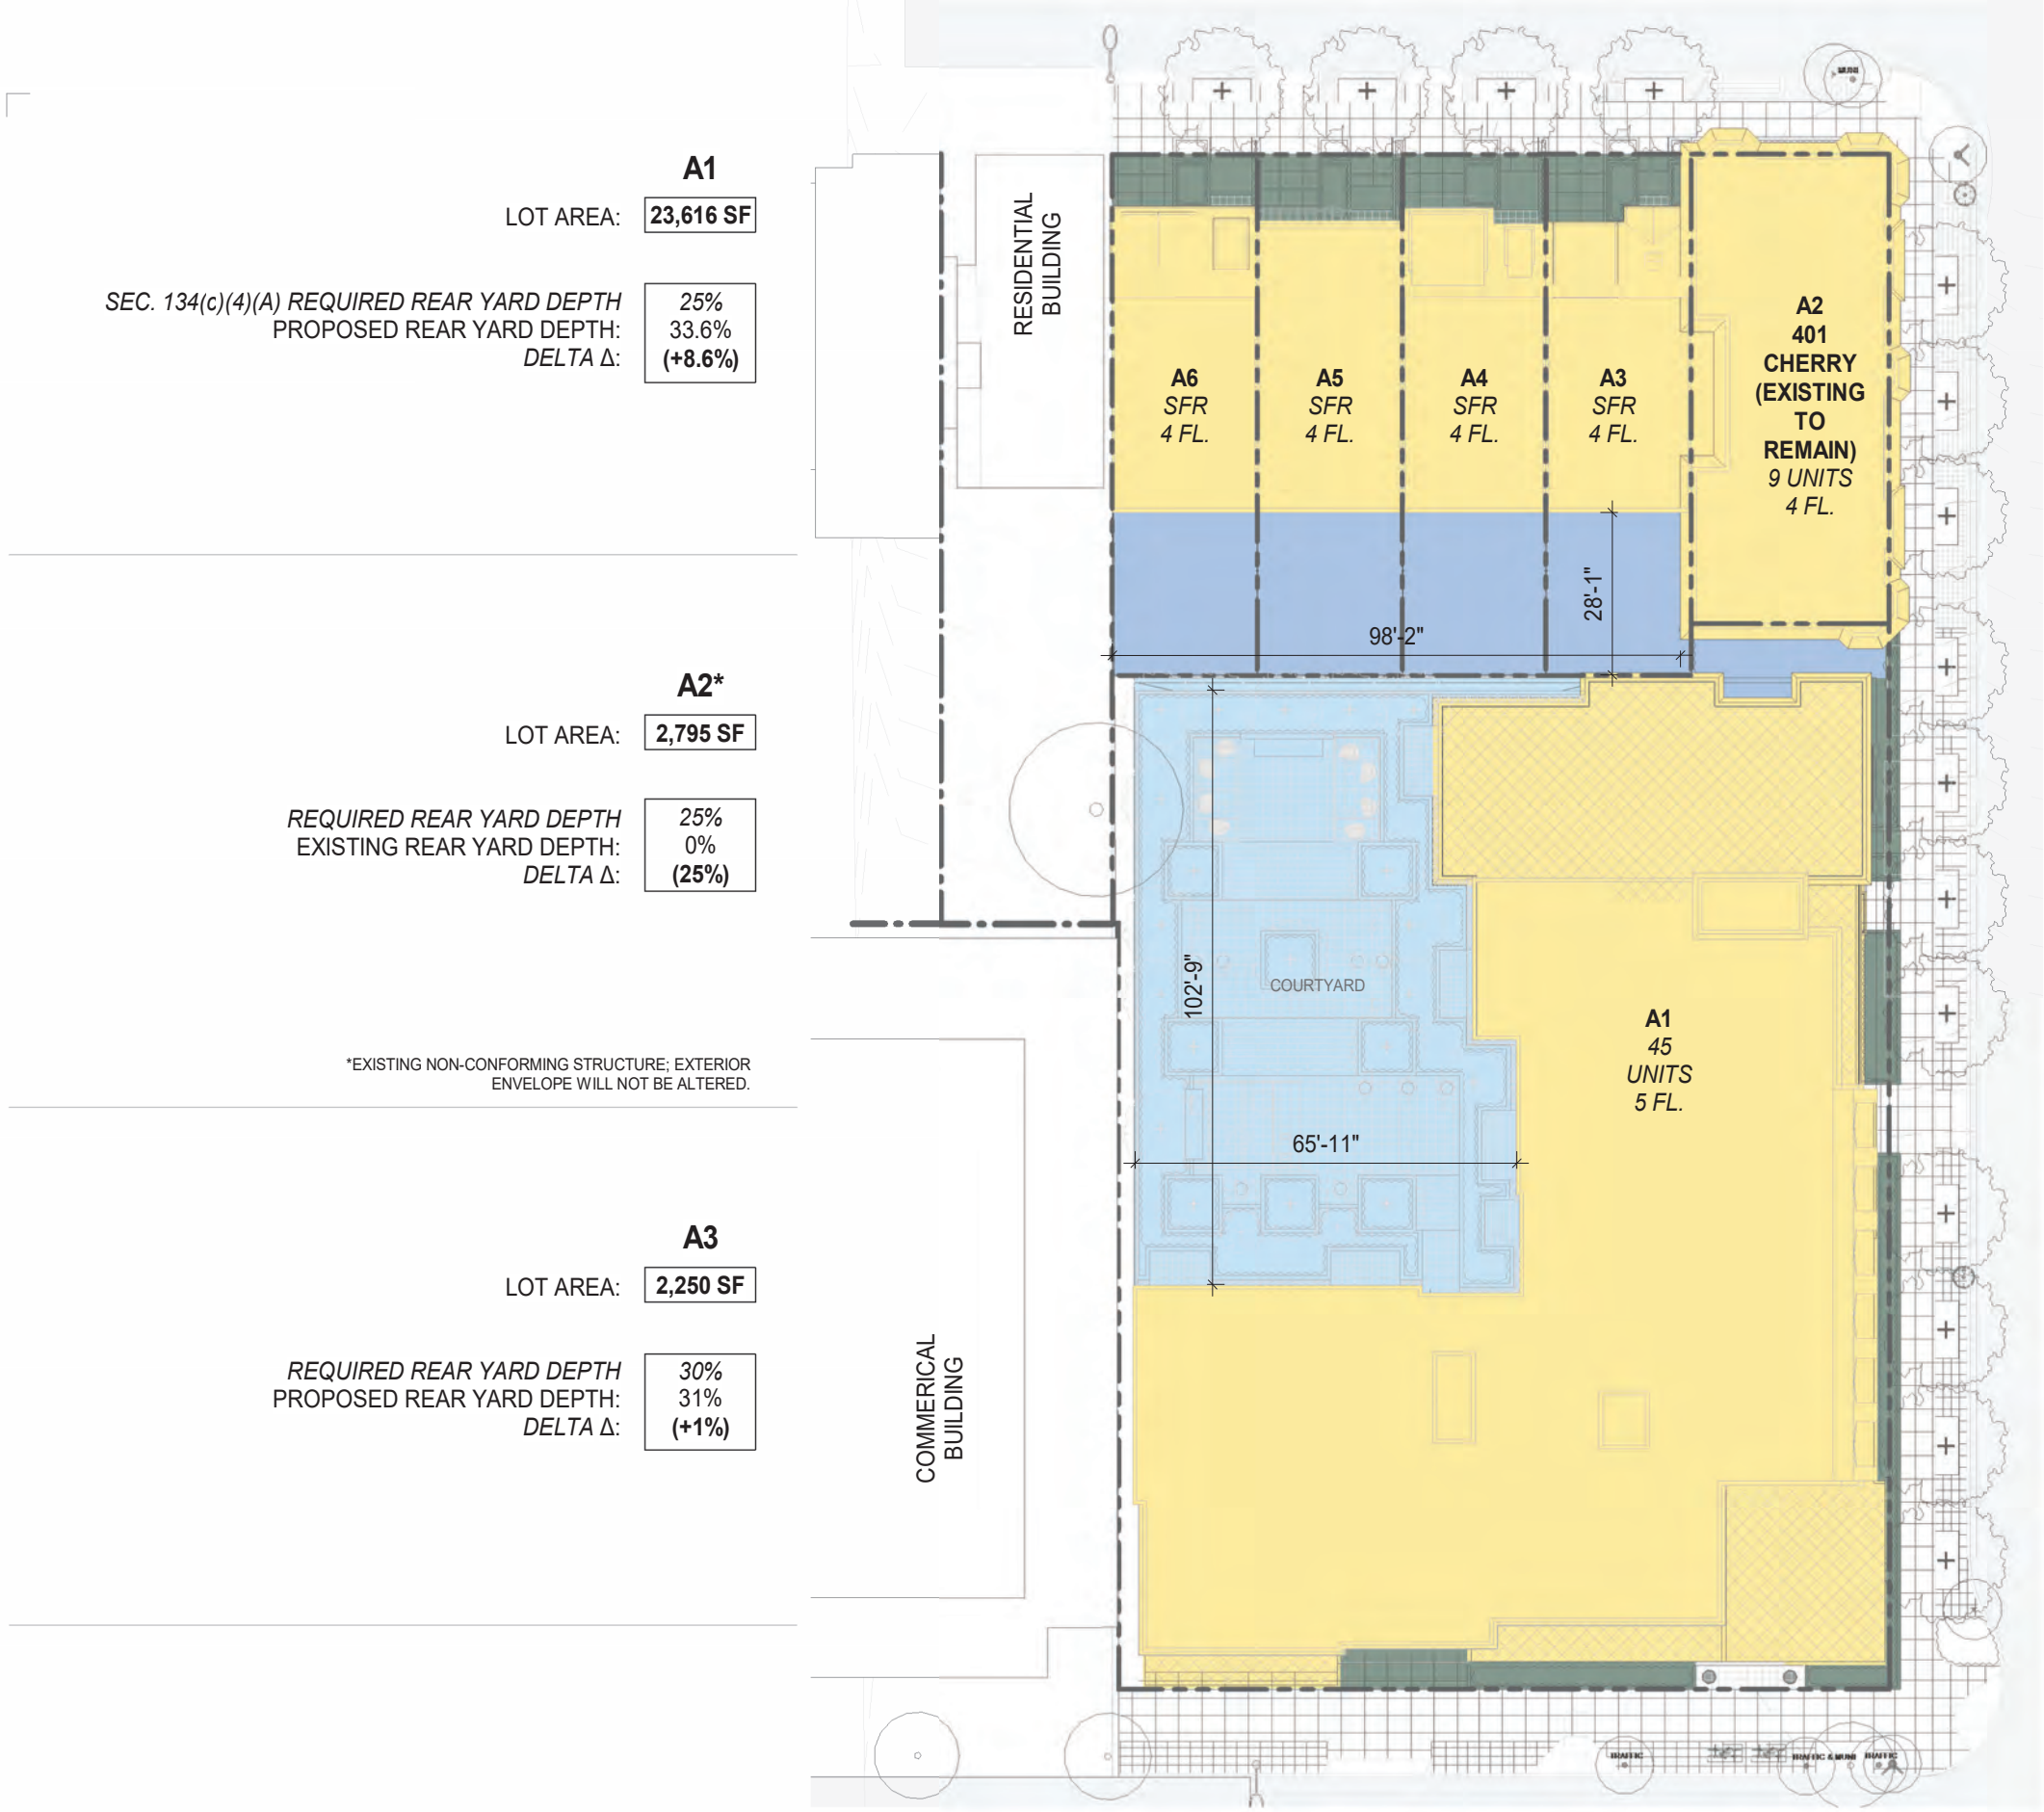 A1
LOT AREA: 23,616 SF
SEC. 134(c)(4)(A) REQUIRED REAR YARD DEPTH 25%
PROPOSED REAR YARD DEPTH: 33.6%
DELTA Δ: (+8.6%)
A2*
LOT AREA: 2,795 SF
REQUIRED REAR YARD DEPTH 25%
EXISTING REAR YARD DEPTH: 0%
DELTA Δ: (25%)
*EXISTING NON-CONFORMING STRUCTURE; EXTERIOR
ENVELOPE WILL NOT BE ALTERED.
A3
LOT AREA: 2,250 SF
REQUIRED REAR YARD DEPTH 30%
PROPOSED REAR YARD DEPTH: 31%
DELTA Δ: (+1%)
MUNI
RESIDENTIAL
BUILDING
A6
SFR
4 FL.
A5
SFR
4 FL.
A4
SFR
4 FL.
A3
SFR
4 FL.
A2
401
CHERRY
(EXISTING
TO
REMAIN)
9 UNITS
4 FL.
28'-1"
98'-2"
102'-9"
COURTYARD
65'-11"
A1
45
UNITS
5 FL.
COMMERICAL
BUILDING
TRAFFIC
TRAFFIC & MUNI
TRAFFIC